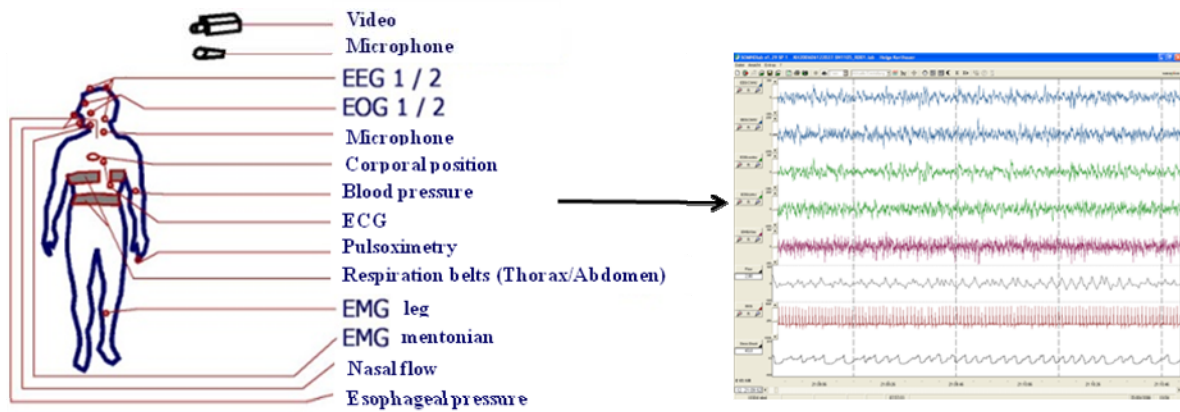 Video
Microphone
EEG 1 / 2
EOG 1 / 2
Microphone
Corporal position
Blood pressure
ECG
Pulsoximetry
Respiration belts (Thorax/Abdomen)
EMG leg
EMG mentonian
Nasal flow
Esophageal pressure